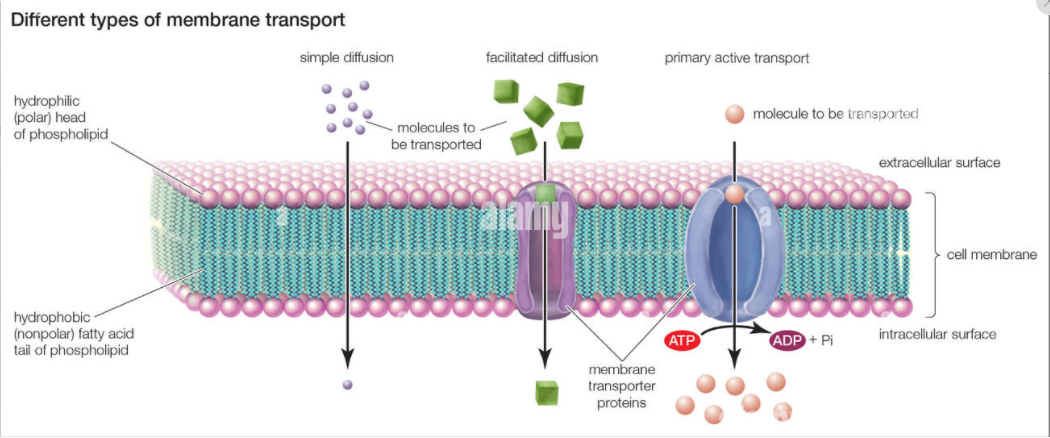 Different types of membrane transport
simple diffusion
facilitated diffusion
primary active transport
hydrophilic
(polar) head
of phospholipid
molecules to
be transported
molecule to be transported
extracellular surface
a
alamy
a
cell membrane
hydrophobic
(nonpolar) fatty acid
tail of phospholipid
intracellular surface
ATP
ADP + Pi
membrane
transporter
proteins